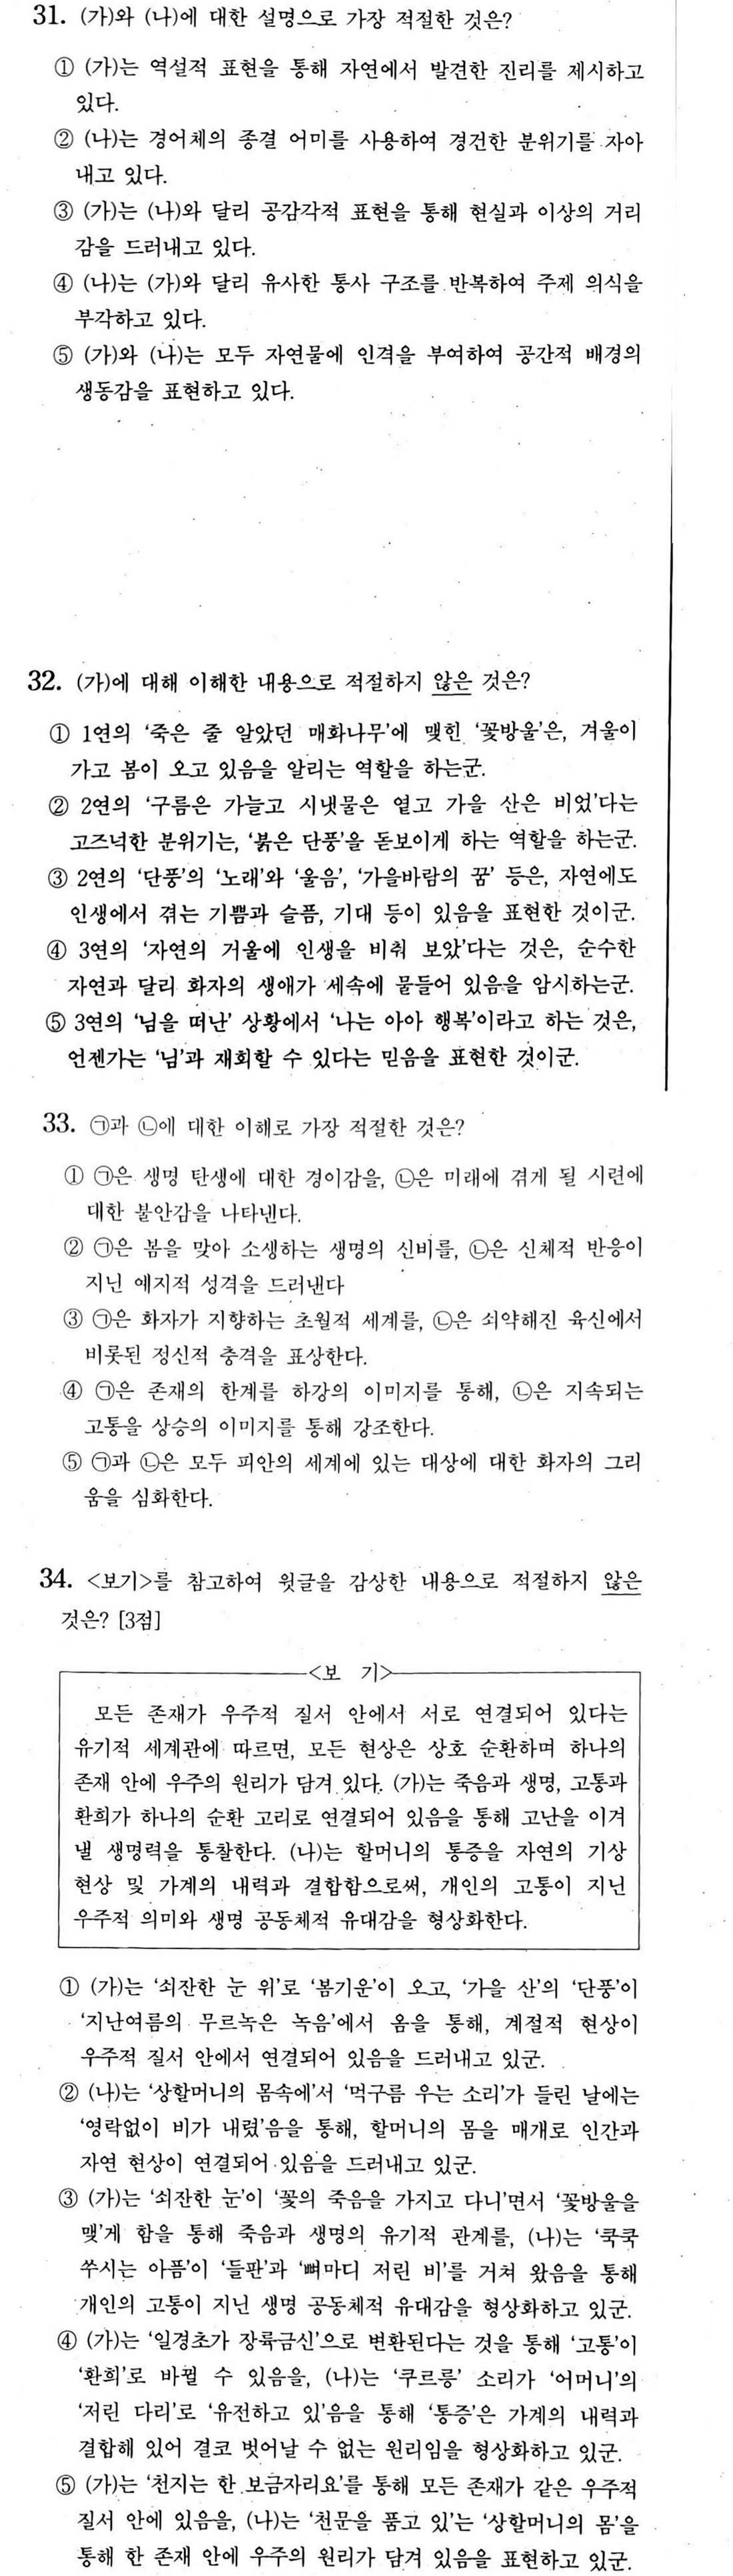 31. (가)와 (나)에 대한 설명으로 가장 적절한 것은?
① (가)는 역설적 표현을 통해 자연에서 발견한 진리를 제시하고
있다.
② (나)는 경어체의 종결 어미를 사용하여 경건한 분위기를 자아
내고 있다.
③ (가)는 (나)와 달리 공감각적 표현을 통해 현실과 이상의 거리
감을 드러내고 있다.
④ (나)는 (가)와 달리 유사한 통사 구조를 반복하여 주제 의식을
부각하고 있다.
⑤ (가)와 (나)는 모두 자연물에 인격을 부여하여 공간적 배경의
생동감을 표현하고 있다.
32. (가)에 대해 이해한 내용으로 적절하지 않은 것은?
① 1연의 '죽은 줄 알았던 매화나무'에 맺힌 '꽃방울'은, 겨울이
가고 봄이 오고 있음을 알리는 역할을 하는군.
② 2연의 '구름은 가늘고 시냇물은 옅고 가을 산은 비었'다는
고즈넉한 분위기는, '붉은 단풍'을 돋보이게 하는 역할을 하는군.
③ 2연의 '단풍'의 '노래'와 '울음', '가을바람의 꿈' 등은, 자연에도
인생에서 겪는 기쁨과 슬픔, 기대 등이 있음을 표현한 것이군.
④ 3연의 '자연의 거울에 인생을 비춰 보았'다는 것은, 순수한
자연과 달리 화자의 생애가 세속에 물들어 있음을 암시하는군.
⑤ 3연의 '님을 떠난' 상황에서 '나는 아아 행복'이라고 하는 것은,
언젠가는 '님'과 재회할 수 있다는 믿음을 표현한 것이군.
33. ㉠과 ㉡에 대한 이해로 가장 적절한 것은?
① ㉠은 생명 탄생에 대한 경이감을, ㉡은 미래에 겪게 될 시련에
대한 불안감을 나타낸다.
② ㉠은 봄을 맞아 소생하는 생명의 신비를, ㉡은 신체적 반응이
지닌 예지적 성격을 드러낸다
③ ㉠은 화자가 지향하는 초월적 세계를, ㉡은 쇠약해진 육신에서
비롯된 정신적 충격을 표상한다.
④ ㉠은 존재의 한계를 하강의 이미지를 통해, ㉡은 지속되는
고통을 상승의 이미지를 통해 강조한다.
⑤ ㉠과 ㉡은 모두 피안의 세계에 있는 대상에 대한 화자의 그리
움을 심화한다.
34. <보기>를 참고하여 윗글을 감상한 내용으로 적절하지 않은
것은? [3점]
<보 기>
모든 존재가 우주적 질서 안에서 서로 연결되어 있다는
유기적 세계관에 따르면, 모든 현상은 상호 순환하며 하나의
존재 안에 우주의 원리가 담겨 있다. (가)는 죽음과 생명, 고통과
환희가 하나의 순환 고리로 연결되어 있음을 통해 고난을 이겨
낼 생명력을 통찰한다. (나)는 할머니의 통증을 자연의 기상
현상 및 가계의 내력과 결합함으로써, 개인의 고통이 지닌
우주적 의미와 생명 공동체적 유대감을 형상화한다.
① (가)는 '쇠잔한 눈 위'로 '봄기운'이 오고, '가을 산'의 '단풍'이
'지난여름의 무르녹은 녹음'에서 옴을 통해, 계절적 현상이
우주적 질서 안에서 연결되어 있음을 드러내고 있군.
② (나)는 '상할머니의 몸속에'서 '먹구름 우는 소리'가 들린 날에는
'영락없이 비가 내렸'음을 통해, 할머니의 몸을 매개로 인간과
자연 현상이 연결되어 있음을 드러내고 있군.
③ (가)는 '쇠잔한 눈'이 '꽃의 죽음을 가지고 다니'면서 '꽃방울을
맺'게 함을 통해 죽음과 생명의 유기적 관계를, (나)는 '쿡쿡
쑤시는 아픔'이 '들판'과 '뼈마디 저린 비'를 거쳐 왔음을 통해
개인의 고통이 지닌 생명 공동체적 유대감을 형상화하고 있군.
④ (가)는 '일경초가 장륙금신'으로 변환된다는 것을 통해 '고통'이
'환희'로 바뀔 수 있음을, (나)는 '쿠르릉' 소리가 '어머니'의
'저린 다리'로 '유전하고 있'음을 통해 '통증'은 가계의 내력과
결합해 있어 결코 벗어날 수 없는 원리임을 형상화하고 있군.
⑤ (가)는 '천지는 한 보금자리요'를 통해 모든 존재가 같은 우주적
질서 안에 있음을, (나)는 '천문을 품고 있'는 '상할머니의 몸'을
통해 한 존재 안에 우주의 원리가 담겨 있음을 표현하고 있군.